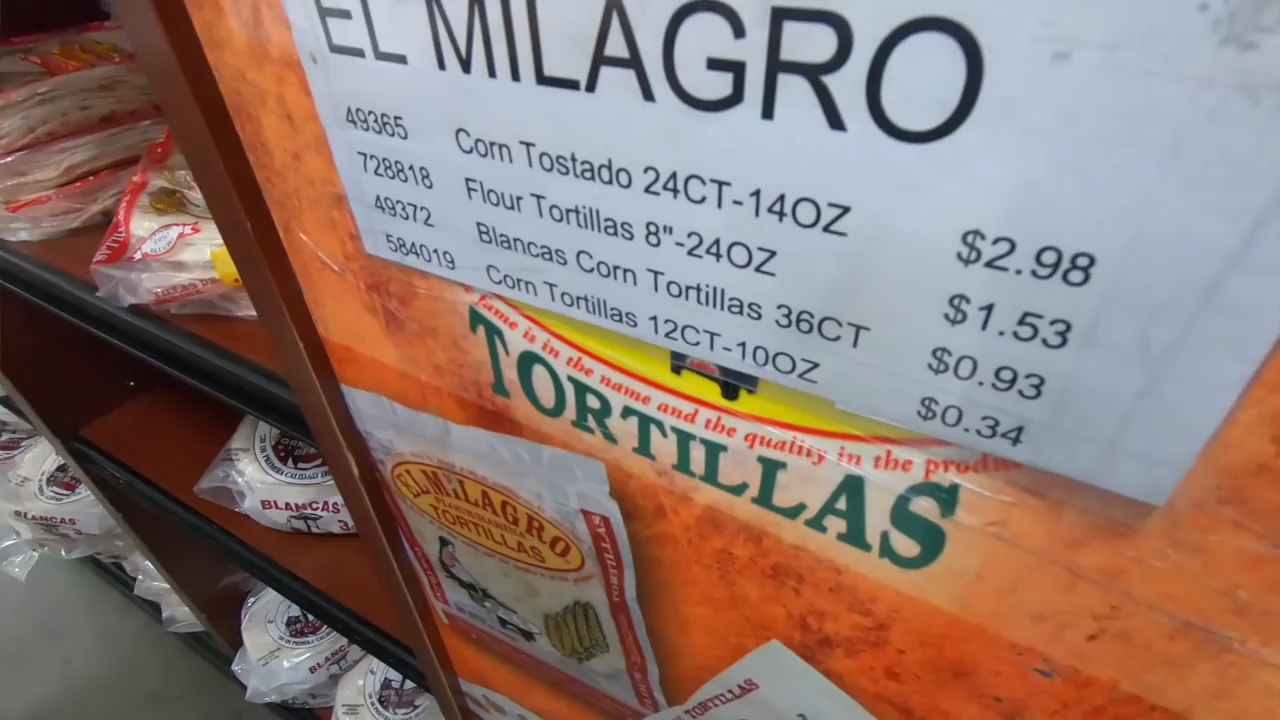 EL MILAGRO
49365 Corn Tostado 24CT-14OZ $2.98
728818 Flour Tortillas 8"-24OZ $1.53
49372 Blancas Corn Tortillas 36CT $0.93
584019 Corn Tortillas 12CT-10OZ $0.34
fame is in the name and the quality in the
TORTILLAS
EL MILAGRO
TORTILLAS
TORTILLAS
TORTILLAS
BLANCAS
BLANCAS